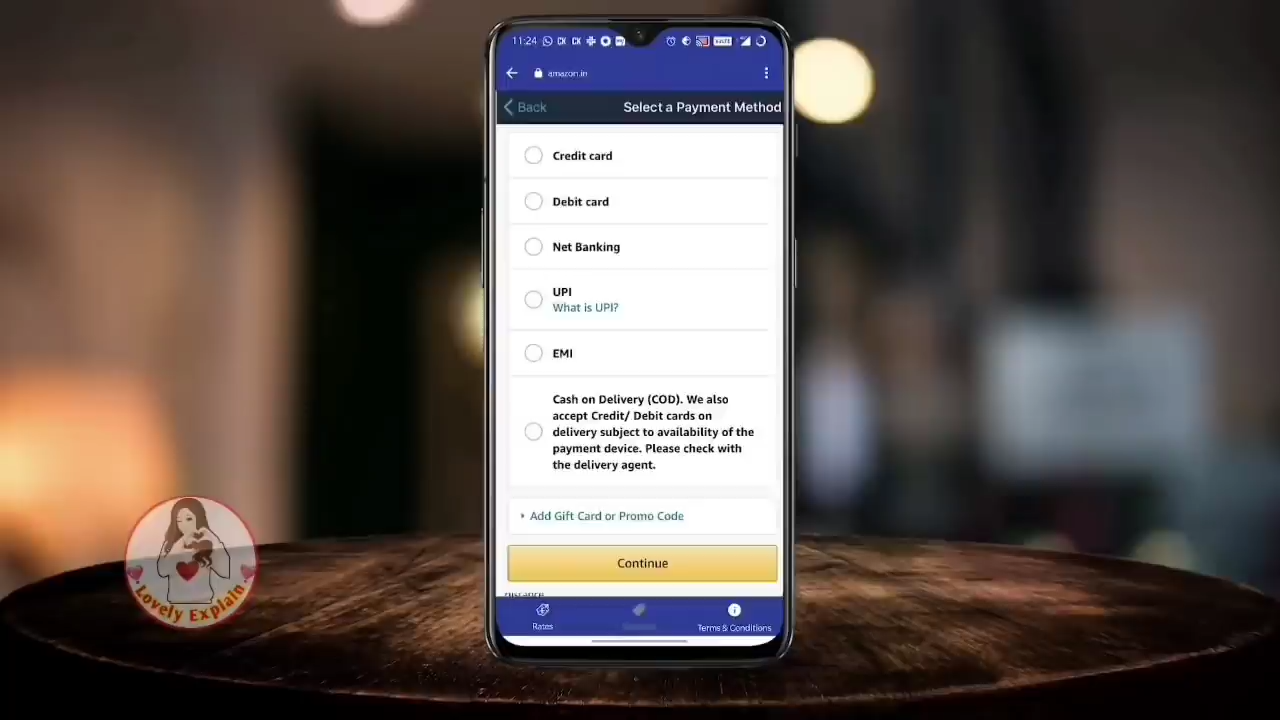 11:24
amazon.in
Back
Select a Payment Method
Credit card
Debit card
Net Banking
UPI
What is UPI?
EMI
Cash on Delivery (COD). We also
accept Credit/ Debit cards on
delivery subject to availability of the
payment device. Please check with
the delivery agent.
Add Gift Card or Promo Code
Continue
Rates
Terms & Conditions
Lovely Explain